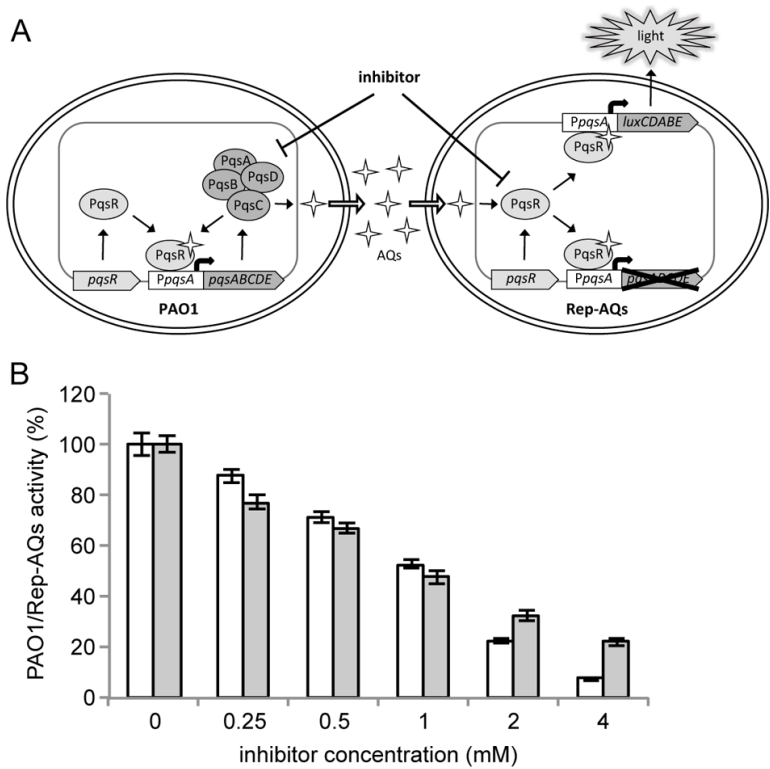 A
light
inhibitor
PpqsA luxCDABE
PqsR
PqsA
PqsB PqsD
PqsC
PqsR
PqsR
AQs
PqsR
PqsR
pqsR PpqsA pqsABCDE
pqsR PpqsA pqsABCDE
PAO1
Rep-AQs
B
PAO1/Rep-AQs activity (%)
120
100
80
60
40
20
0
0 0.25 0.5 1 2 4
inhibitor concentration (mM)